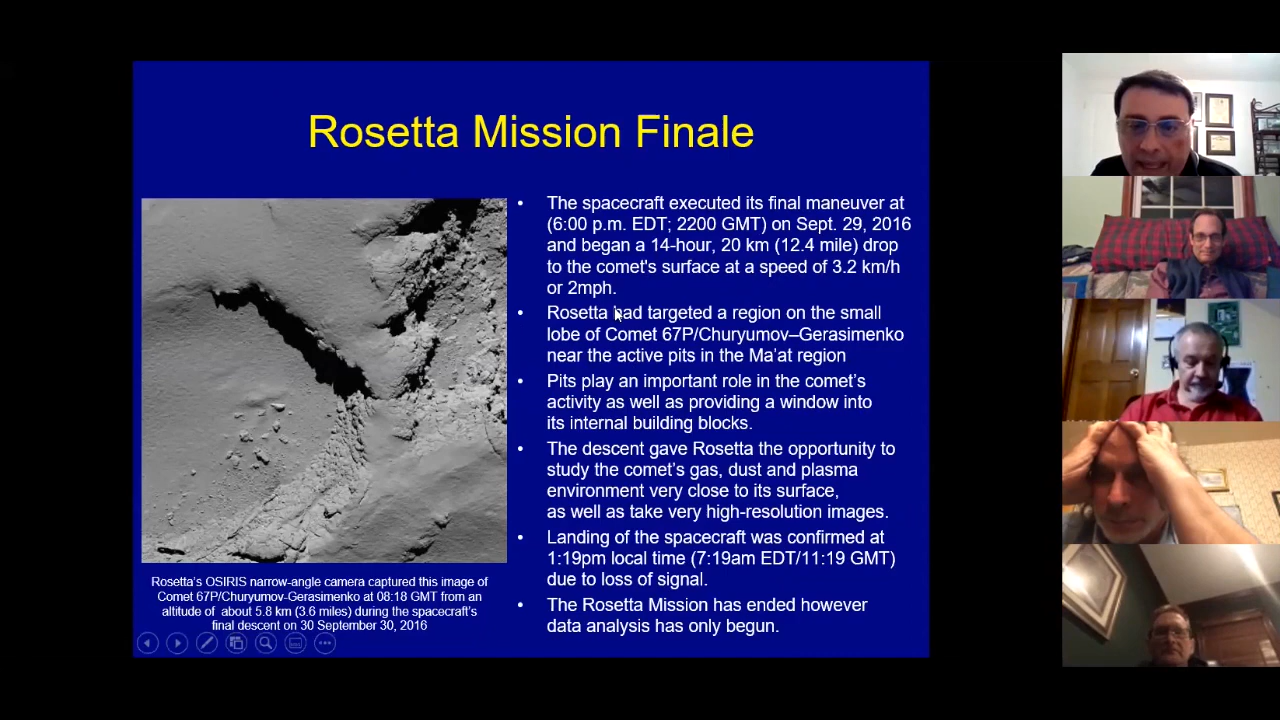 Rosetta Mission Finale
• The spacecraft executed its final maneuver at
(6:00 p.m. EDT; 2200 GMT) on Sept. 29, 2016
and began a 14-hour, 20 km (12.4 mile) drop
to the comet's surface at a speed of 3.2 km/h
or 2mph.
• Rosetta had targeted a region on the small
lobe of Comet 67P/Churyumov–Gerasimenko
near the active pits in the Ma’at region
• Pits play an important role in the comet’s
activity as well as providing a window into
its internal building blocks.
• The descent gave Rosetta the opportunity to
study the comet’s gas, dust and plasma
environment very close to its surface,
as well as take very high-resolution images.
• Landing of the spacecraft was confirmed at
1:19pm local time (7:19am EDT/11:19 GMT)
due to loss of signal.
• The Rosetta Mission has ended however
data analysis has only begun.
Rosetta’s OSIRIS narrow-angle camera captured this image of
Comet 67P/Churyumov-Gerasimenko at 08:18 GMT from an
altitude of about 5.8 km (3.6 miles) during the spacecraft’s
final descent on 30 September 30, 2016